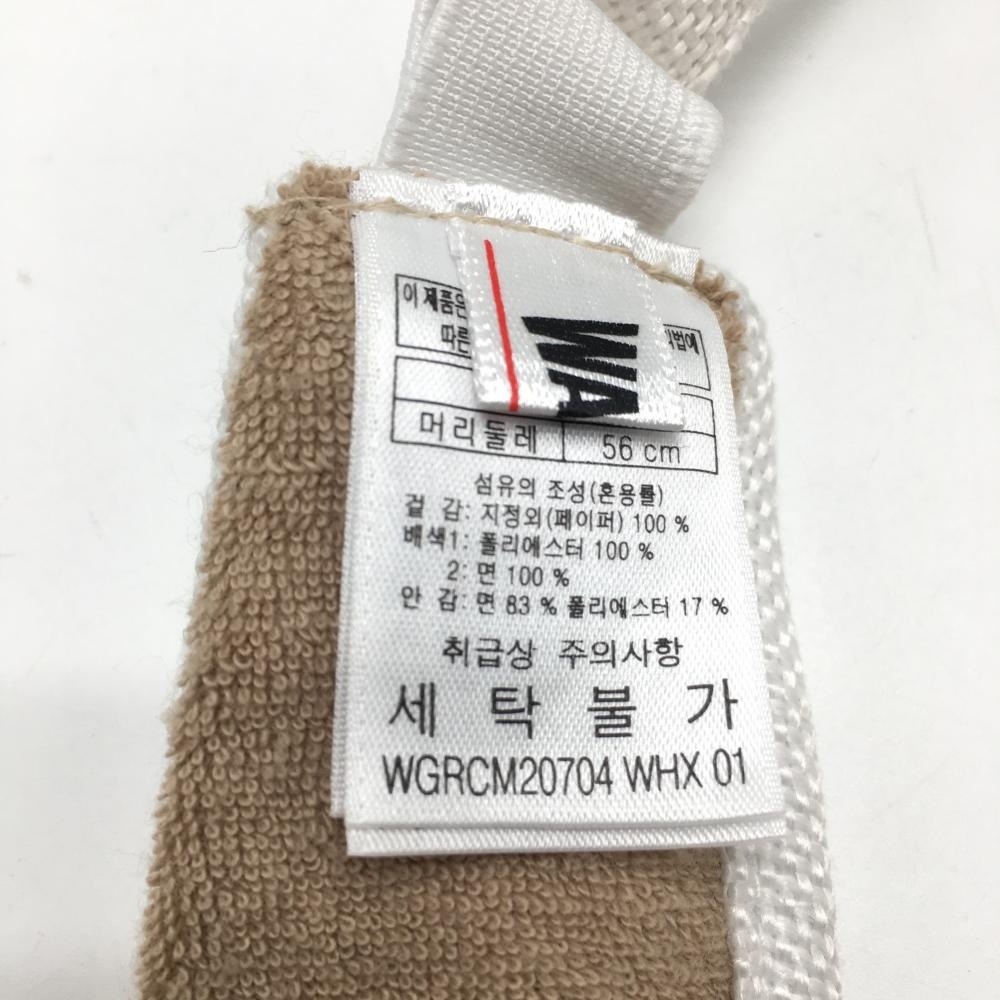 이 제품은
따른
WA
머리둘레 56 cm
섬유의 조성(혼용률)
겉 감: 지정외(페이퍼) 100 %
배색1: 폴리에스터 100 %
2: 면 100 %
안 감: 면 83 % 폴리에스터 17 %
취급상 주의사항
세 탁 불 가
WGRCM20704 WHX 01